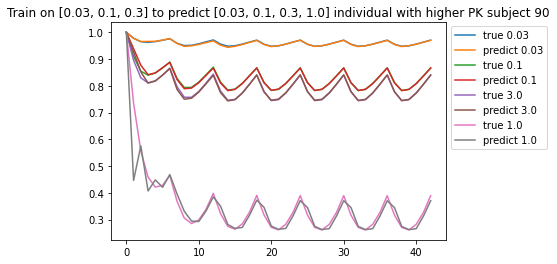 Train on [0.03, 0.1, 0.3] to predict [0.03, 0.1, 0.3, 1.0] individual with higher PK subject 90
1.0
0.9
0.8
0.7
0.6
0.5
0.4
0.3
0
10
20
30
40
true 0.03
predict 0.03
true 0.1
predict 0.1
true 3.0
predict 3.0
true 1.0
predict 1.0